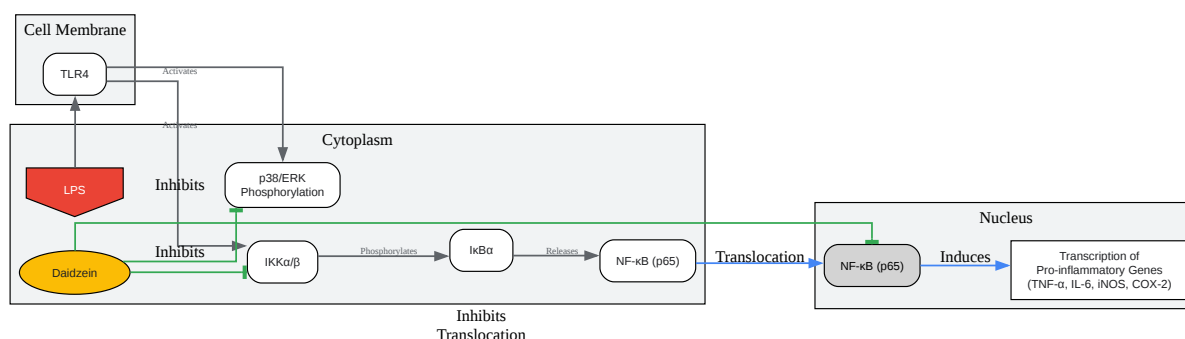 Cell Membrane
TLR4
Activates
Activates
Cytoplasm
LPS
Inhibits
p38/ERK
Phosphorylation
Nucleus
Daidzein
Inhibits
IKKα/β
Phosphorylates
IκBα
Releases
NF-κB (p65)
Translocation
NF-κB (p65)
Induces
Transcription of
Pro-inflammatory Genes
(TNF-α, IL-6, iNOS, COX-2)
Inhibits
Translocation